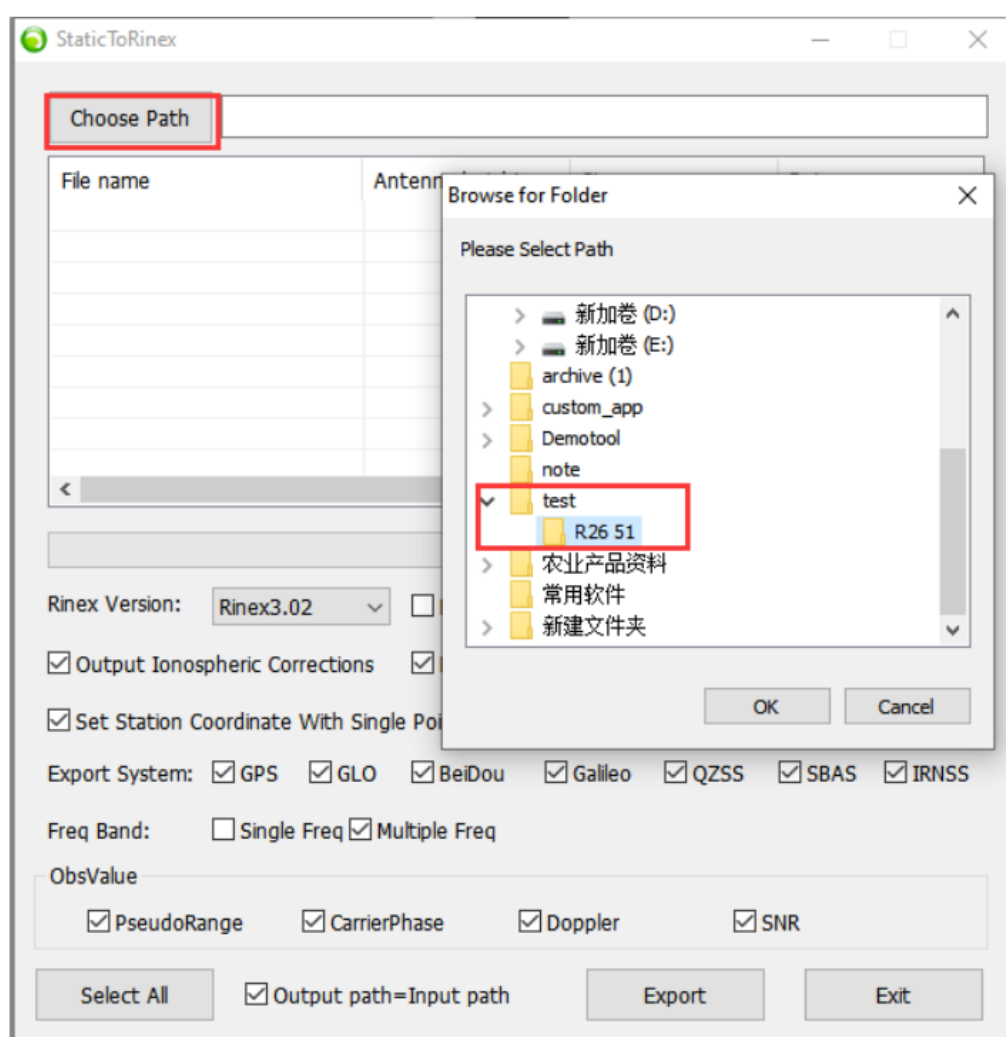 StaticToRinex
Choose Path
File name
Antenn
Browse for Folder
Please Select Path
新加卷 (D:)
新加卷 (E:)
archive (1)
custom_app
Demotool
note
test
R26 51
农业产品资料
常用软件
新建文件夹
OK Cancel
Rinex Version: Rinex3.02
Output Ionospheric Corrections
Set Station Coordinate With Single Poi
Export System: GPS GLO BeiDou Galileo QZSS SBAS IRNSS
Freq Band: Single Freq Multiple Freq
ObsValue
PseudoRange CarrierPhase Doppler SNR
Select All Output path=Input path Export Exit